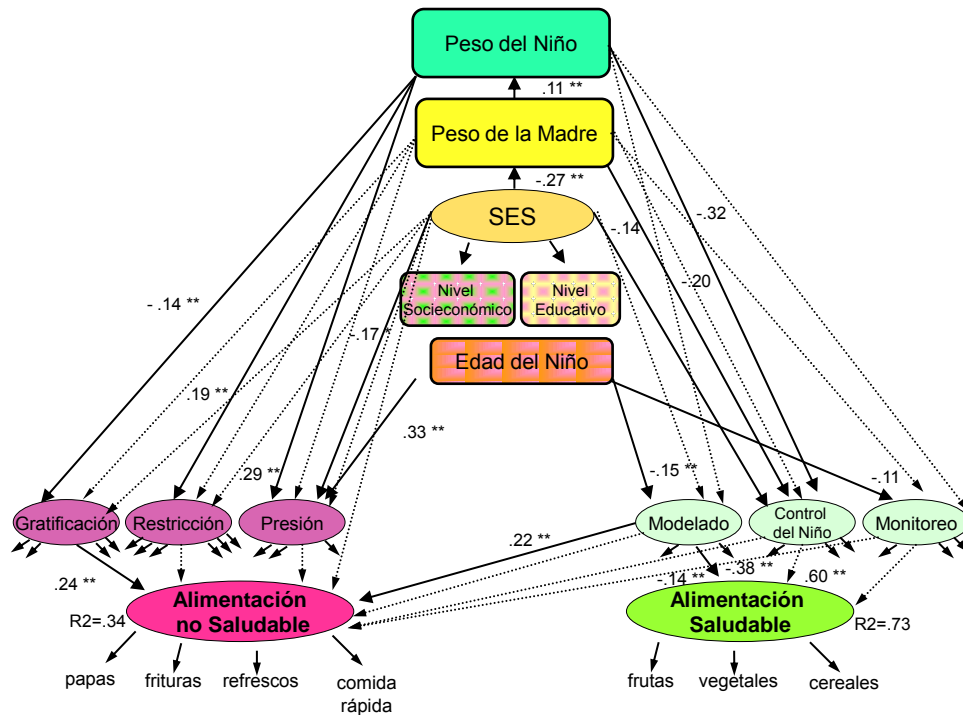 Peso del Niño
.11 **
Peso de la Madre
-.27 **
SES
-.14
-.32
-.20
- .14 **
Nivel
Socieconómico
Nivel
Educativo
-.17 *
Edad del Niño
.19 **
.33 **
.29 **
-.15 **
-.11
Gratificación
Restricción
Presión
Modelado
Control
del Niño
Monitoreo
.22 **
.24 **
-.14 **
-.38 **
.60 **
R2=.34
Alimentación
no Saludable
Alimentación
Saludable
R2=.73
papas
frituras
refrescos
comida
rápida
frutas
vegetales
cereales